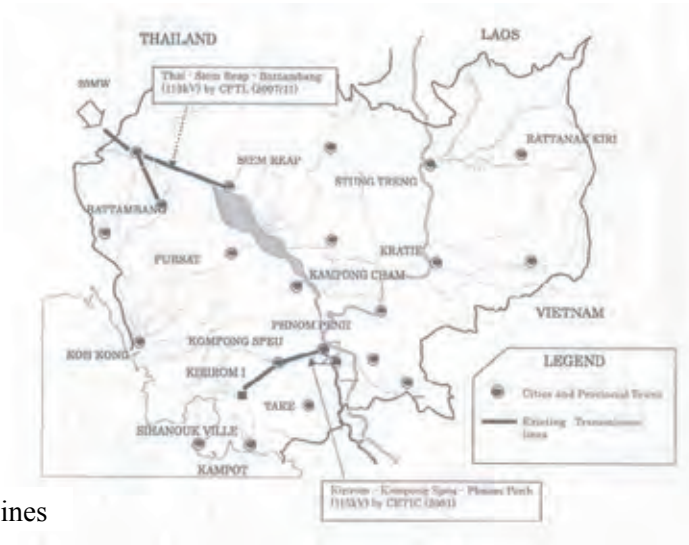 THAILAND
LAOS
80MW
Thai - Siem Reap - Battambang
(115kV) by CPTL (2007/11)
RATTANAK KIRI
SIEM REAP
STUNG TRENG
BATTAMBANG
KRATIE
PURSAT
KAMPONG CHAM
VIETNAM
PHNOM PENH
KOMPONG SPEU
KOH KONG
LEGEND
KIRIROM I
Cities and Provincial Towns
TAKE
Existing Transmission
lines
SIHANOUK VILLE
KAMPOT
Kirirom - Kompong Speu - Phnom Penh
(115kV) by CETIC (2001)
ines